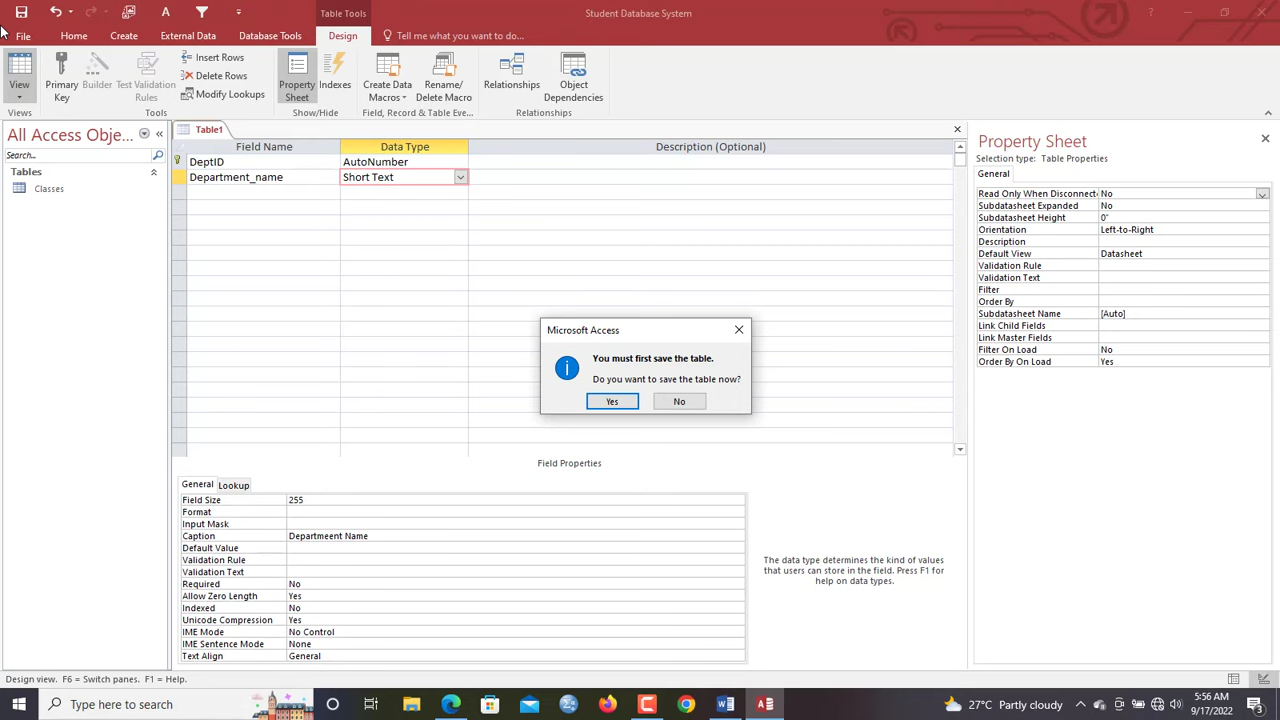 Table Tools
Student Database System
File
Home
Create
External Data
Database Tools
Design
Tell me what you want to do...
View
Primary Key
Builder
Test Validation Rules
Insert Rows
Delete Rows
Modify Lookups
Property Sheet
Indexes
Create Data Macros
Rename/ Delete Macro
Relationships
Object Dependencies
Views
Tools
Show/Hide
Field, Record & Table Eve...
Relationships
All Access Obje...
Search...
Tables
Classes
Table1
Field Name
Data Type
Description (Optional)
DeptID
AutoNumber
Department_name
Short Text
Microsoft Access
You must first save the table.
Do you want to save the table now?
Yes
No
Field Properties
General
Lookup
Field Size 255
Format
Input Mask
Caption Departmeent Name
Default Value
Validation Rule
Validation Text
Required No
Allow Zero Length Yes
Indexed No
Unicode Compression Yes
IME Mode No Control
IME Sentence Mode None
Text Align General
The data type determines the kind of values
that users can store in the field. Press F1 for
help on data types.
Property Sheet
Selection type: Table Properties
General
Read Only When Disconnect No
Subdatasheet Expanded No
Subdatasheet Height 0"
Orientation Left-to-Right
Description
Default View Datasheet
Validation Rule
Validation Text
Filter
Order By
Subdatasheet Name [Auto]
Link Child Fields
Link Master Fields
Filter On Load No
Order By On Load Yes
Design view. F6 = Switch panes. F1 = Help.
Type here to search
27°C Partly cloudy
5:56 AM
9/17/2022